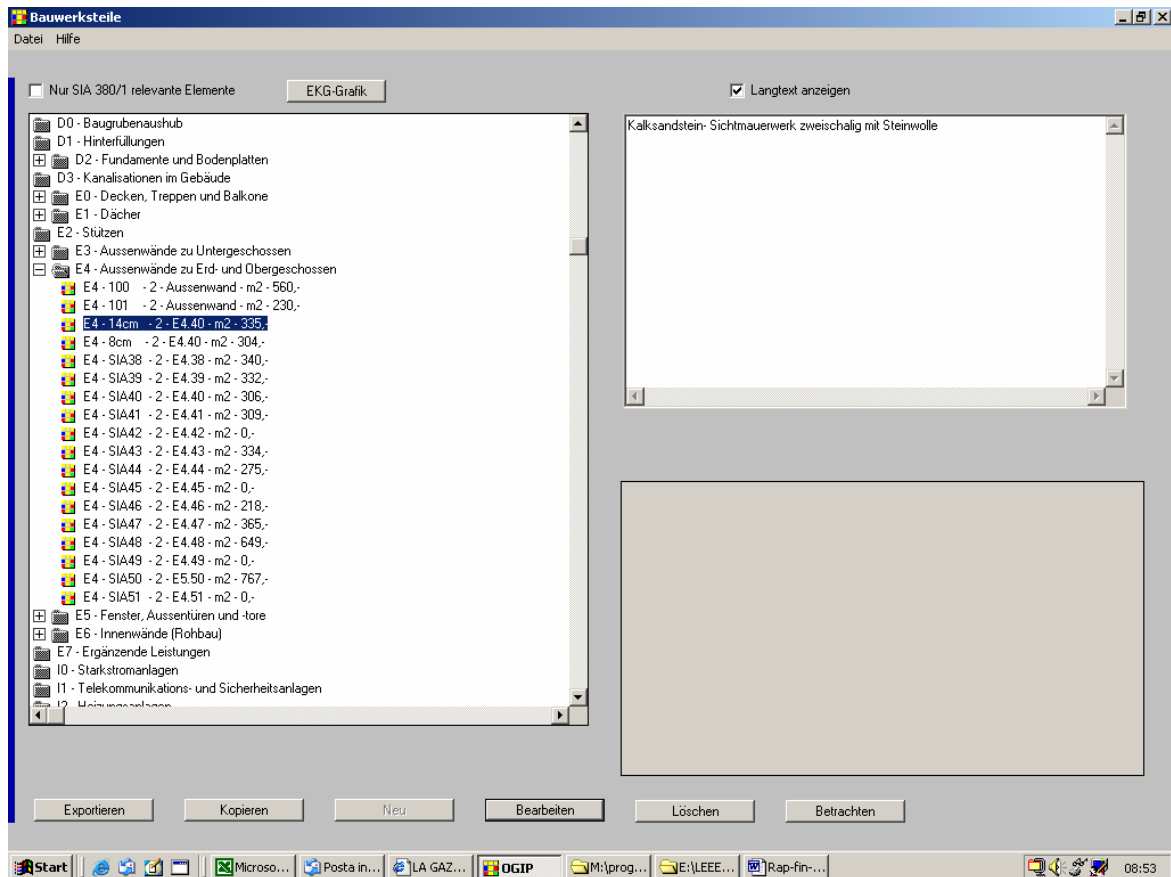 Bauwerksteile
Datei Hilfe
Nur SIA 380/1 relevante Elemente
EKG-Grafik
Langtext anzeigen
D0 - Baugrubenaushub
D1 - Hinterfüllungen
D2 - Fundamente und Bodenplatten
D3 - Kanalisationen im Gebäude
E0 - Decken, Treppen und Balkone
E1 - Dächer
E2 - Stützen
E3 - Aussenwände zu Untergeschossen
E4 - Aussenwände zu Erd- und Obergeschossen
E4 - 100 - 2 - Aussenwand - m2 - 560,-
E4 - 101 - 2 - Aussenwand - m2 - 230,-
E4 - 14cm - 2 - E4.40 - m2 - 335,-
E4 - 8cm - 2 - E4.40 - m2 - 304,-
E4 - SIA38 - 2 - E4.38 - m2 - 340,-
E4 - SIA39 - 2 - E4.39 - m2 - 332,-
E4 - SIA40 - 2 - E4.40 - m2 - 306,-
E4 - SIA41 - 2 - E4.41 - m2 - 309,-
E4 - SIA42 - 2 - E4.42 - m2 - 0,-
E4 - SIA43 - 2 - E4.43 - m2 - 334,-
E4 - SIA44 - 2 - E4.44 - m2 - 275,-
E4 - SIA45 - 2 - E4.45 - m2 - 0,-
E4 - SIA46 - 2 - E4.46 - m2 - 218,-
E4 - SIA47 - 2 - E4.47 - m2 - 365,-
E4 - SIA48 - 2 - E4.48 - m2 - 649,-
E4 - SIA49 - 2 - E4.49 - m2 - 0,-
E4 - SIA50 - 2 - E5.50 - m2 - 767,-
E4 - SIA51 - 2 - E4.51 - m2 - 0,-
E5 - Fenster, Aussentüren und -tore
E6 - Innenwände (Rohbau)
E7 - Ergänzende Leistungen
I0 - Starkstromanlagen
I1 - Telekommunikations- und Sicherheitsanlagen
I2 - Heizungsanlagen
Kalksandstein- Sichtmauerwerk zweischalig mit Steinwolle
Exportieren Kopieren Neu Bearbeiten Löschen Betrachten
Start Microso... Posta in... LA GAZ... OGIP M:\prog... E:\LEEE... Rap-fin-... 08:53